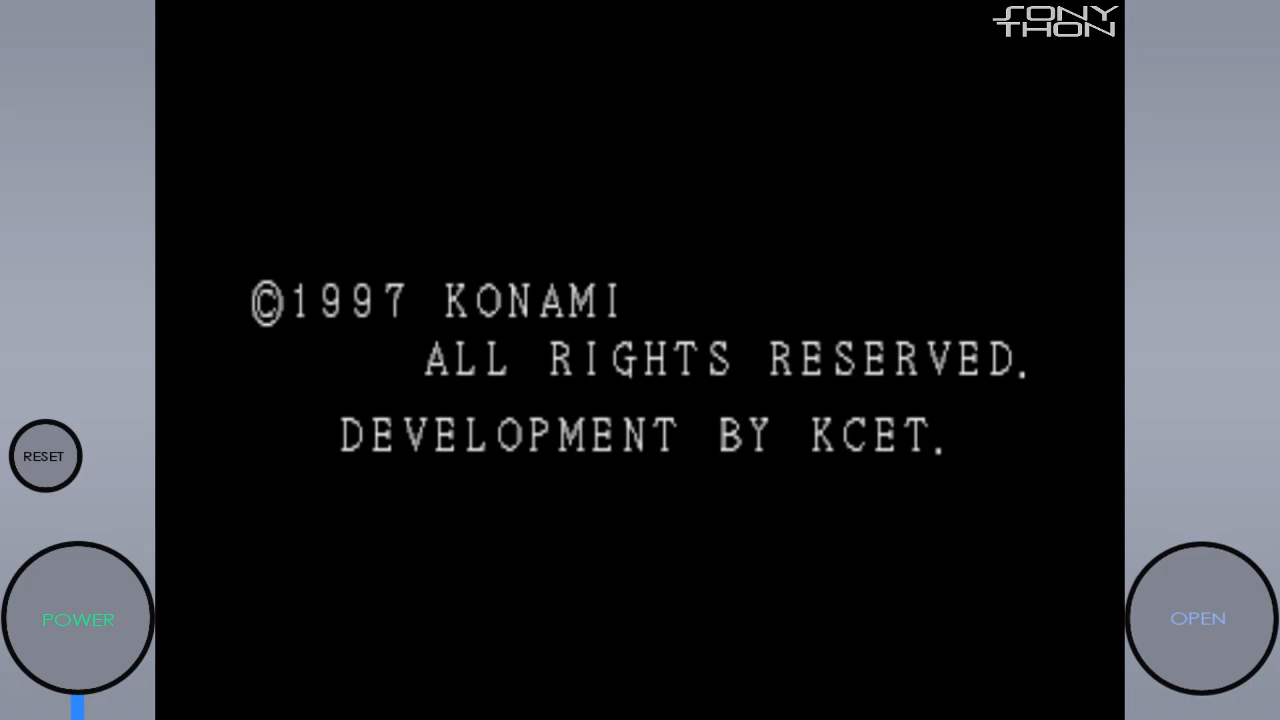 SONY
THON
©1997 KONAMI
ALL RIGHTS RESERVED.
DEVELOPMENT BY KCET.
RESET
POWER
OPEN